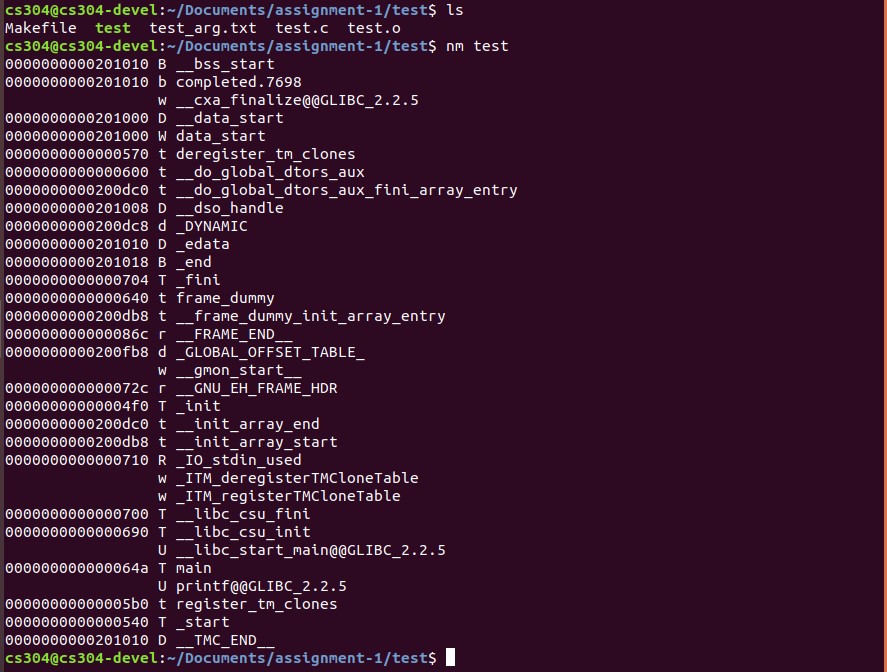 cs304@cs304-devel:~/Documents/assignment-1/test$ ls
Makefile  test  test_arg.txt  test.c  test.o
cs304@cs304-devel:~/Documents/assignment-1/test$ nm test
0000000000201010 B __bss_start
0000000000201010 b completed.7698
                 w __cxa_finalize@@GLIBC_2.2.5
0000000000201000 D __data_start
0000000000201000 W data_start
0000000000000570 t deregister_tm_clones
0000000000000600 t __do_global_dtors_aux
0000000000200dc0 t __do_global_dtors_aux_fini_array_entry
0000000000201008 D __dso_handle
0000000000200dc8 d _DYNAMIC
0000000000201010 D _edata
0000000000201018 B _end
0000000000000704 T _fini
0000000000000640 t frame_dummy
0000000000200db8 t __frame_dummy_init_array_entry
000000000000086c r __FRAME_END__
0000000000200fb8 d _GLOBAL_OFFSET_TABLE_
                 w __gmon_start__
000000000000072c r __GNU_EH_FRAME_HDR
00000000000004f0 T _init
0000000000200dc0 t __init_array_end
0000000000200db8 t __init_array_start
0000000000000710 R _IO_stdin_used
                 w _ITM_deregisterTMCloneTable
                 w _ITM_registerTMCloneTable
0000000000000700 T __libc_csu_fini
0000000000000690 T __libc_csu_init
                 U __libc_start_main@@GLIBC_2.2.5
000000000000064a T main
                 U printf@@GLIBC_2.2.5
00000000000005b0 t register_tm_clones
0000000000000540 T _start
0000000000201010 D __TMC_END__
cs304@cs304-devel:~/Documents/assignment-1/test$